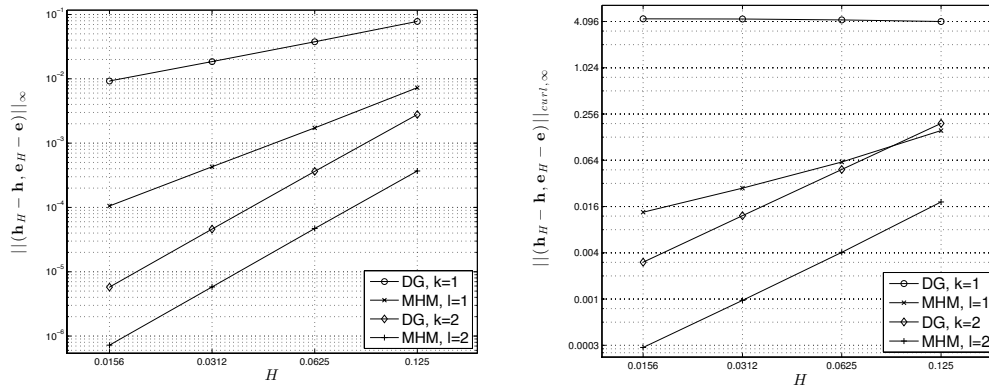 ||(𝐡_H − 𝐡, 𝐞_H − 𝐞)||_∞
10^−1
10^−2
10^−3
10^−4
10^−5
10^−6
0.0156
0.0312
0.0625
0.125
H
DG, k=1
MHM, l=1
DG, k=2
MHM, l=2
||(𝐡_H − 𝐡, 𝐞_H − 𝐞)||_{curl,∞}
4.096
1.024
0.256
0.064
0.016
0.004
0.001
0.0003
0.0156
0.0312
0.0625
0.125
H
DG, k=1
MHM, l=1
DG, k=2
MHM, l=2